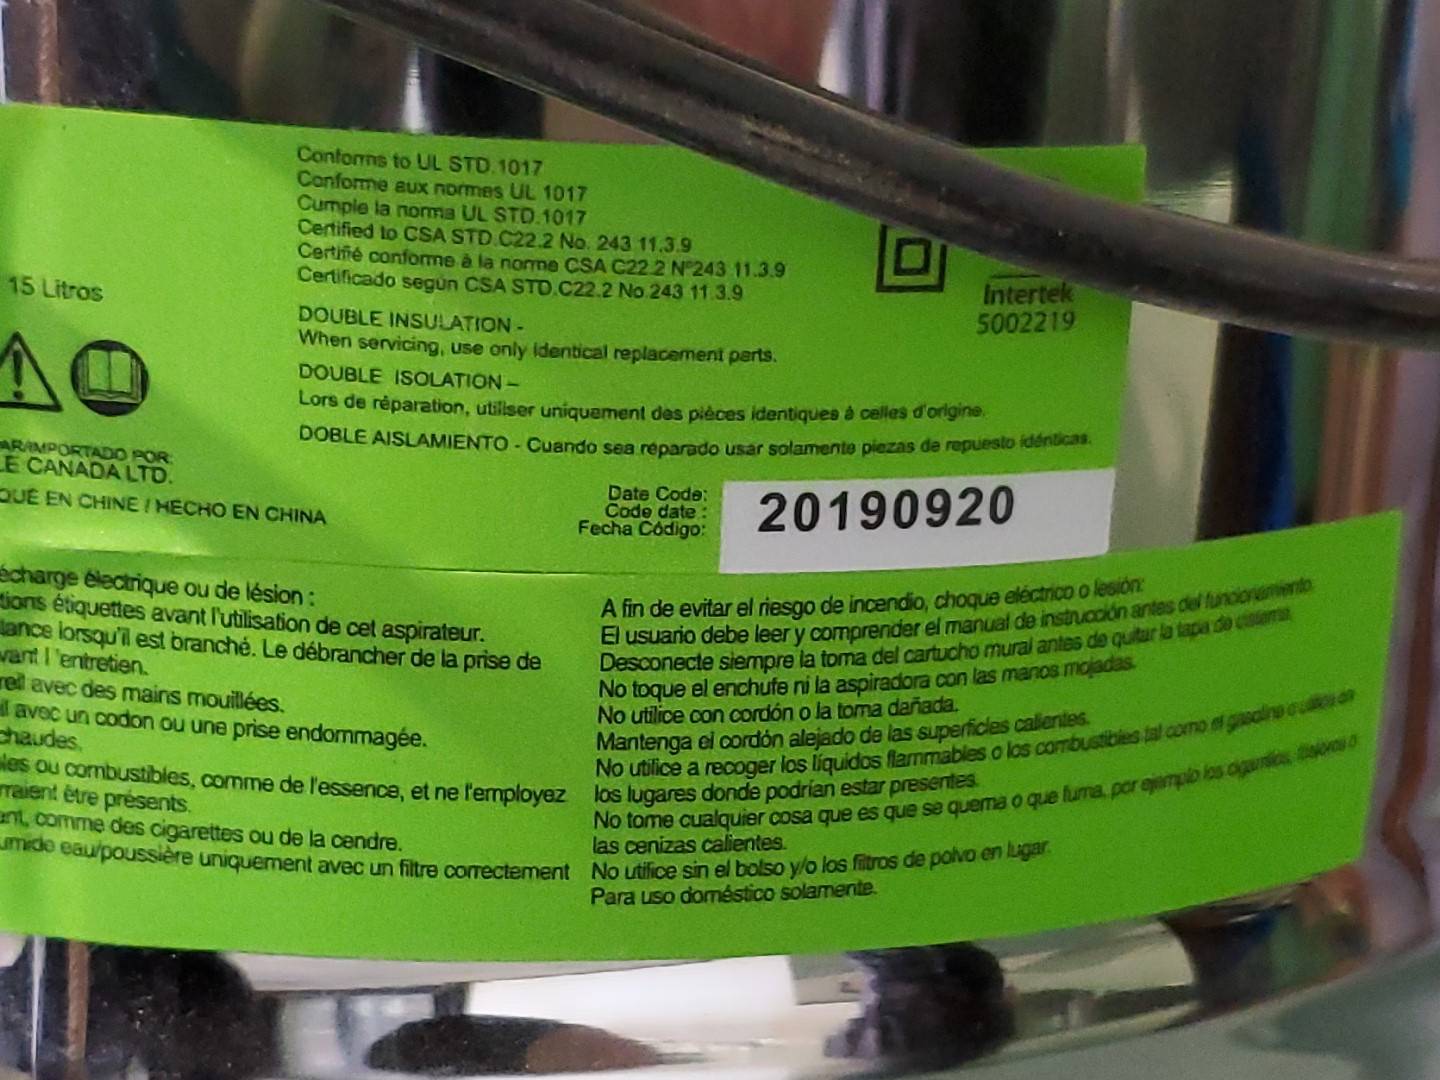 Conforms to UL STD.1017
Conforme aux normes UL 1017
Cumple la norma UL STD.1017
Certified to CSA STD.C22.2 No. 243 11.3.9
Certifié conforme à la norme CSA C22.2 N°243 11.3.9
Certificado según CSA STD.C22.2 No.243 11.3.9
15 Litros
Intertek
5002219
DOUBLE INSULATION -
When servicing, use only identical replacement parts.
DOUBLE ISOLATION –
Lors de réparation, utiliser uniquement des pièces identiques à celles d'origine.
DOBLE AISLAMIENTO - Cuando sea reparado usar solamente piezas de repuesto idénticas.
AR/IMPORTADO POR:
LE CANADA LTD.
QUÉ EN CHINE / HECHO EN CHINA
Date Code:
Code date :
Fecha Código:
20190920
écharge électrique ou de lésion :
tions étiquettes avant l'utilisation de cet aspirateur.
lance lorsqu'il est branché. Le débrancher de la prise de
vant l 'entretien.
reil avec des mains mouillées.
il avec un codon ou une prise endommagée.
chaudes.
les ou combustibles, comme de l'essence, et ne l'employez
rraient être présents.
ant, comme des cigarettes ou de la cendre.
umide eau/poussière uniquement avec un filtre correctement
A fin de evitar el riesgo de incendio, choque eléctrico o lesión:
El usuario debe leer y comprender el manual de instrucción antes del funcionamiento.
Desconecte siempre la toma del cartucho mural antes de quitar la tapa de cisterna.
No toque el enchufe ni la aspiradora con las manos mojadas.
No utilice con cordón o la toma dañada.
Mantenga el cordón alejado de las superficies calientes.
No utilice a recoger los líquidos flammables o los combustibles tal como el gasolino o utilice en
los lugares donde podrían estar presentes.
No tome cualquier cosa que es que se quema o que fuma, por ejemplo los cigarrillos, fósforos o
las cenizas calientes.
No utilice sin el bolso y/o los filtros de polvo en lugar.
Para uso doméstico solamente.